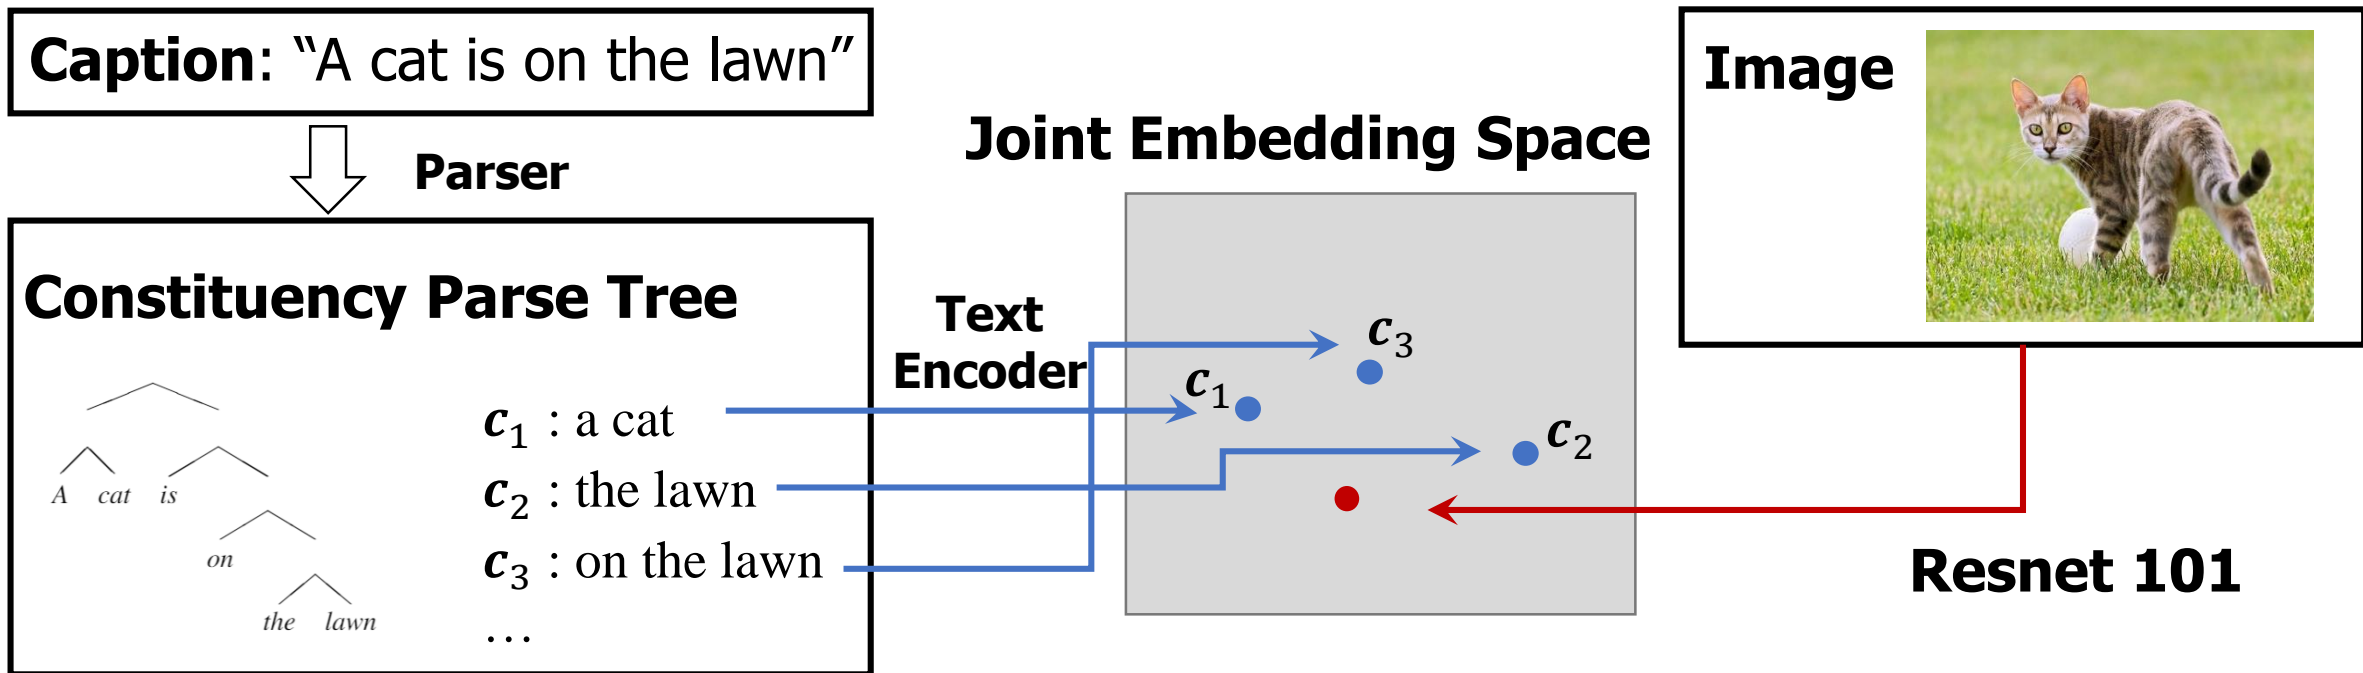 Caption: “A cat is on the lawn”
Parser
Constituency Parse Tree
A cat is
on
the lawn
c₁ : a cat
c₂ : the lawn
c₃ : on the lawn
…
Text
Encoder
Joint Embedding Space
c₃
c₁
c₂
Image
Resnet 101